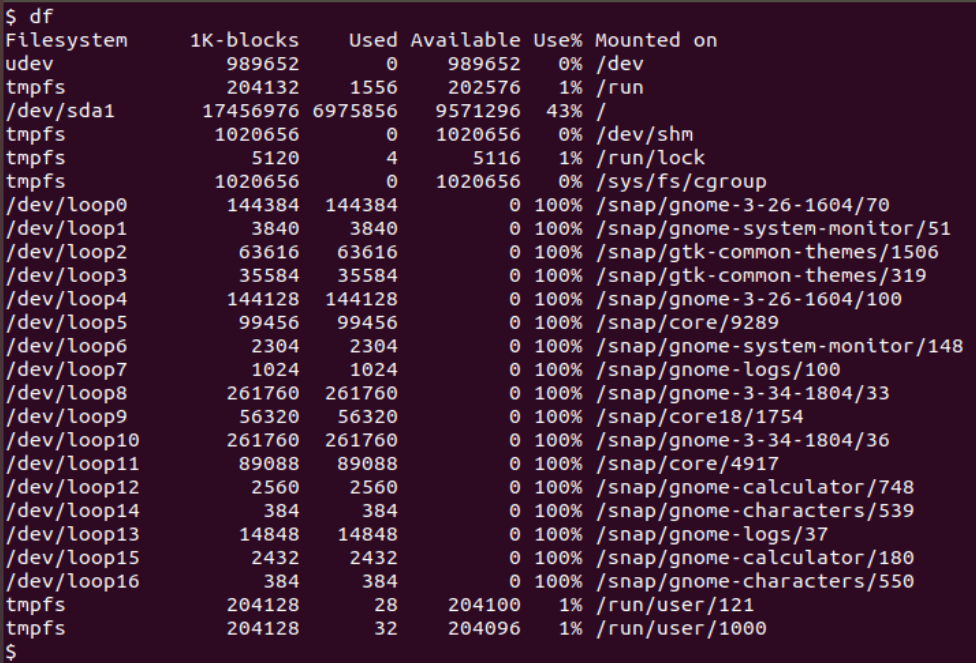 $ df
Filesystem     1K-blocks    Used Available Use% Mounted on
udev              989652       0    989652   0% /dev
tmpfs             204132    1556    202576   1% /run
/dev/sda1       17456976 6975856   9571296  43% /
tmpfs            1020656       0   1020656   0% /dev/shm
tmpfs               5120       4      5116   1% /run/lock
tmpfs            1020656       0   1020656   0% /sys/fs/cgroup
/dev/loop0        144384  144384         0 100% /snap/gnome-3-26-1604/70
/dev/loop1          3840    3840         0 100% /snap/gnome-system-monitor/51
/dev/loop2         63616   63616         0 100% /snap/gtk-common-themes/1506
/dev/loop3         35584   35584         0 100% /snap/gtk-common-themes/319
/dev/loop4        144128  144128         0 100% /snap/gnome-3-26-1604/100
/dev/loop5         99456   99456         0 100% /snap/core/9289
/dev/loop6          2304    2304         0 100% /snap/gnome-system-monitor/148
/dev/loop7          1024    1024         0 100% /snap/gnome-logs/100
/dev/loop8        261760  261760         0 100% /snap/gnome-3-34-1804/33
/dev/loop9         56320   56320         0 100% /snap/core18/1754
/dev/loop10       261760  261760         0 100% /snap/gnome-3-34-1804/36
/dev/loop11        89088   89088         0 100% /snap/core/4917
/dev/loop12         2560    2560         0 100% /snap/gnome-calculator/748
/dev/loop14          384     384         0 100% /snap/gnome-characters/539
/dev/loop13        14848   14848         0 100% /snap/gnome-logs/37
/dev/loop15         2432    2432         0 100% /snap/gnome-calculator/180
/dev/loop16          384     384         0 100% /snap/gnome-characters/550
tmpfs             204128      28    204100   1% /run/user/121
tmpfs             204128      32    204096   1% /run/user/1000
$